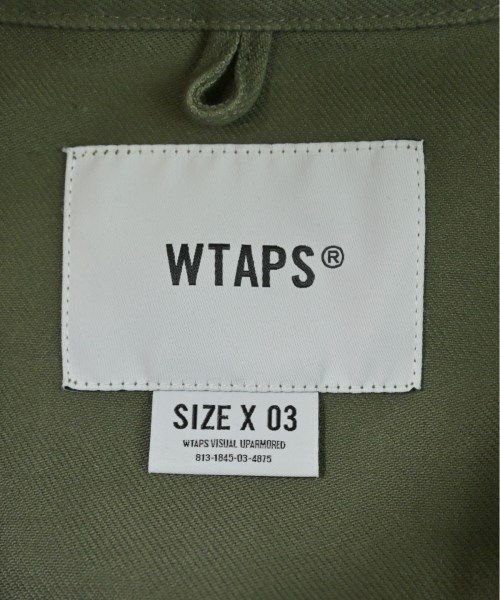 WTAPS®
SIZE X 03
WTAPS VISUAL UPARMORED
813-1845-03-4875